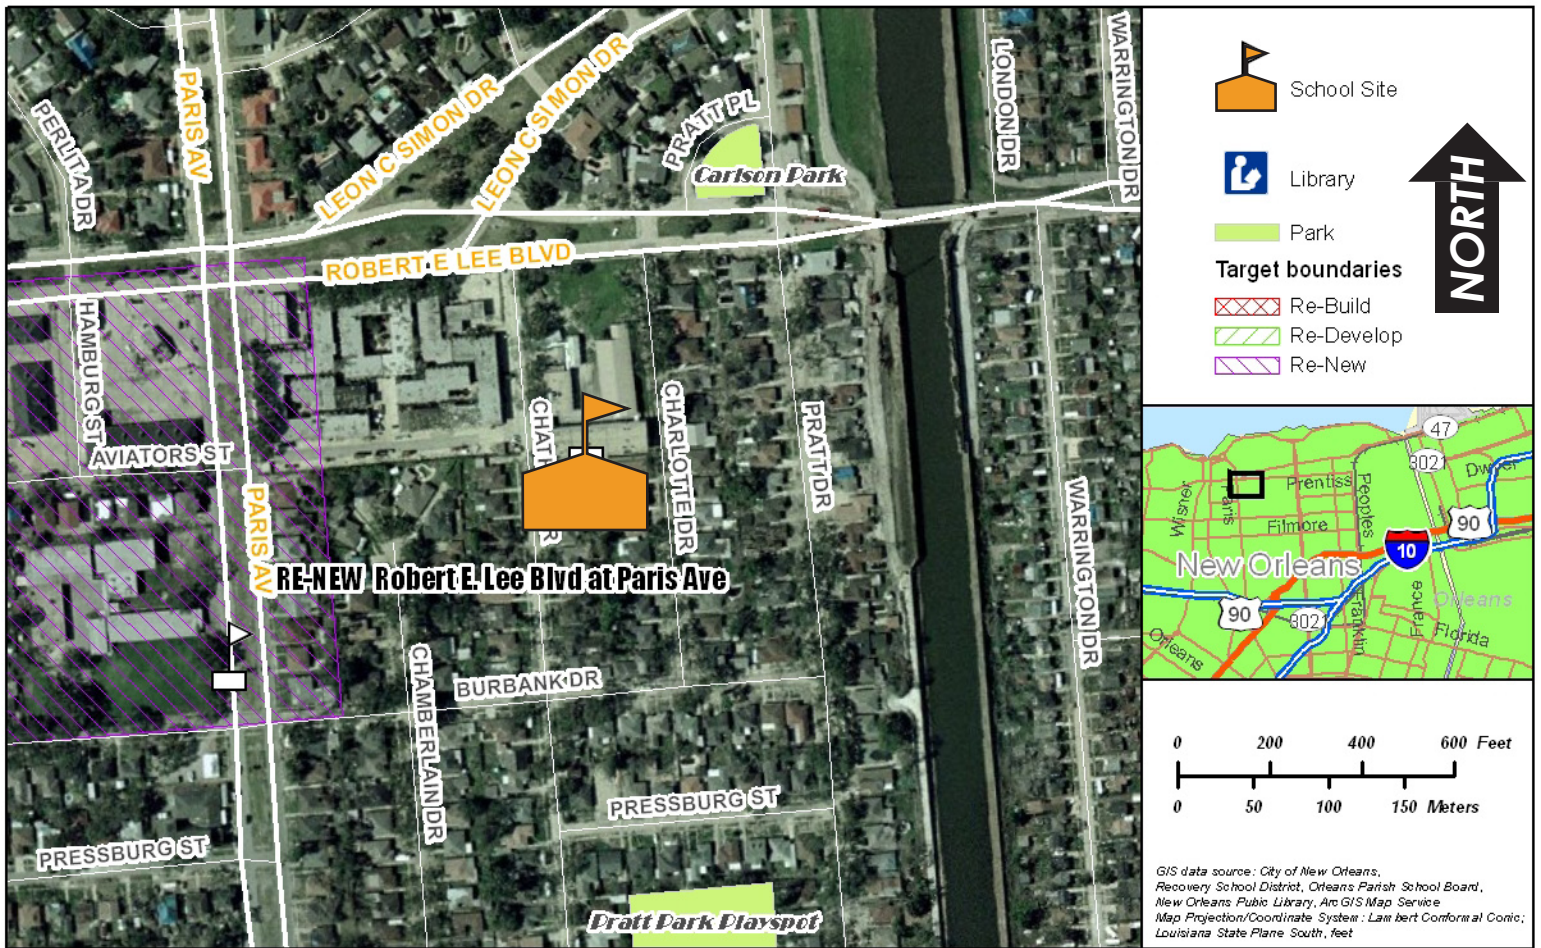 PARIS AV
PERLITA DR
LEON C SIMON DR
LEON C SIMON DR
PRATT PL
Carlson Park
LONDON DR
WARRINGTON DR
ROBERT E LEE BLVD
HAMBURG ST
AVIATORS ST
PARIS AV
CHARLOTTE DR
PRATT DR
WARRINGTON DR
RE-NEW Robert E. Lee Blvd at Paris Ave
CHAMBERLAIN DR
BURBANK DR
PRESSBURG ST
PRESSBURG ST
Pratt Park Playspot
School Site
Library
Park
NORTH
Target boundaries
Re-Build
Re-Develop
Re-New
47
3021
Prentiss
Peoples
Wisner
Filmore
90
10
New Orleans
90
3021
Franklin
France
Orleans
Florida
Orleans
0 200 400 600 Feet
0 50 100 150 Meters
GIS data source: City of New Orleans,
Recovery School District, Orleans Parish School Board,
New Orleans Public Library, ArcGIS Map Service
Map Projection/Coordinate System: Lambert Conformal Conic;
Louisiana State Plane South, feet